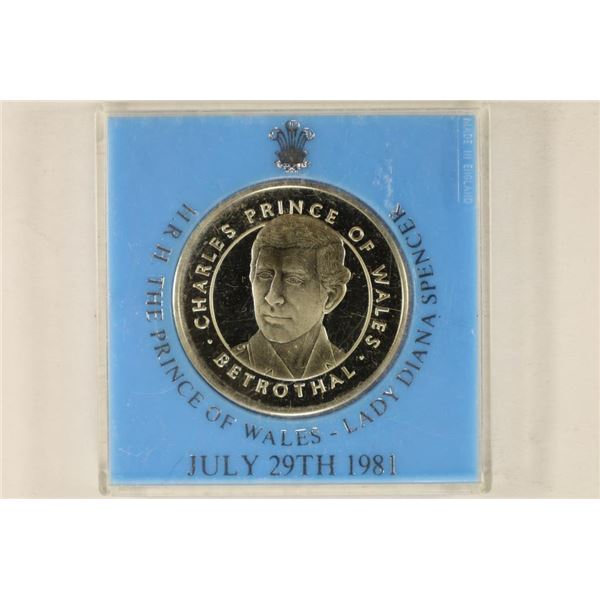 MADE IN ENGLAND
· CHARLES PRINCE OF WALES ·
BETROTHAL
H.R.H. THE PRINCE OF WALES - LADY DIANA SPENCER
JULY 29TH 1981